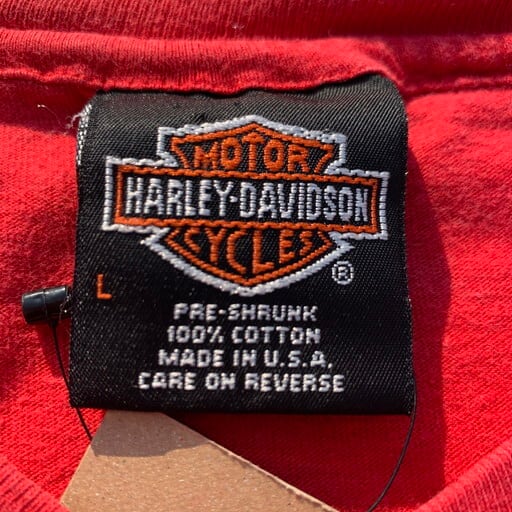 MOTOR
HARLEY-DAVIDSON
CYCLES
®
L
PRE-SHRUNK
100% COTTON
MADE IN U.S.A.
CARE ON REVERSE